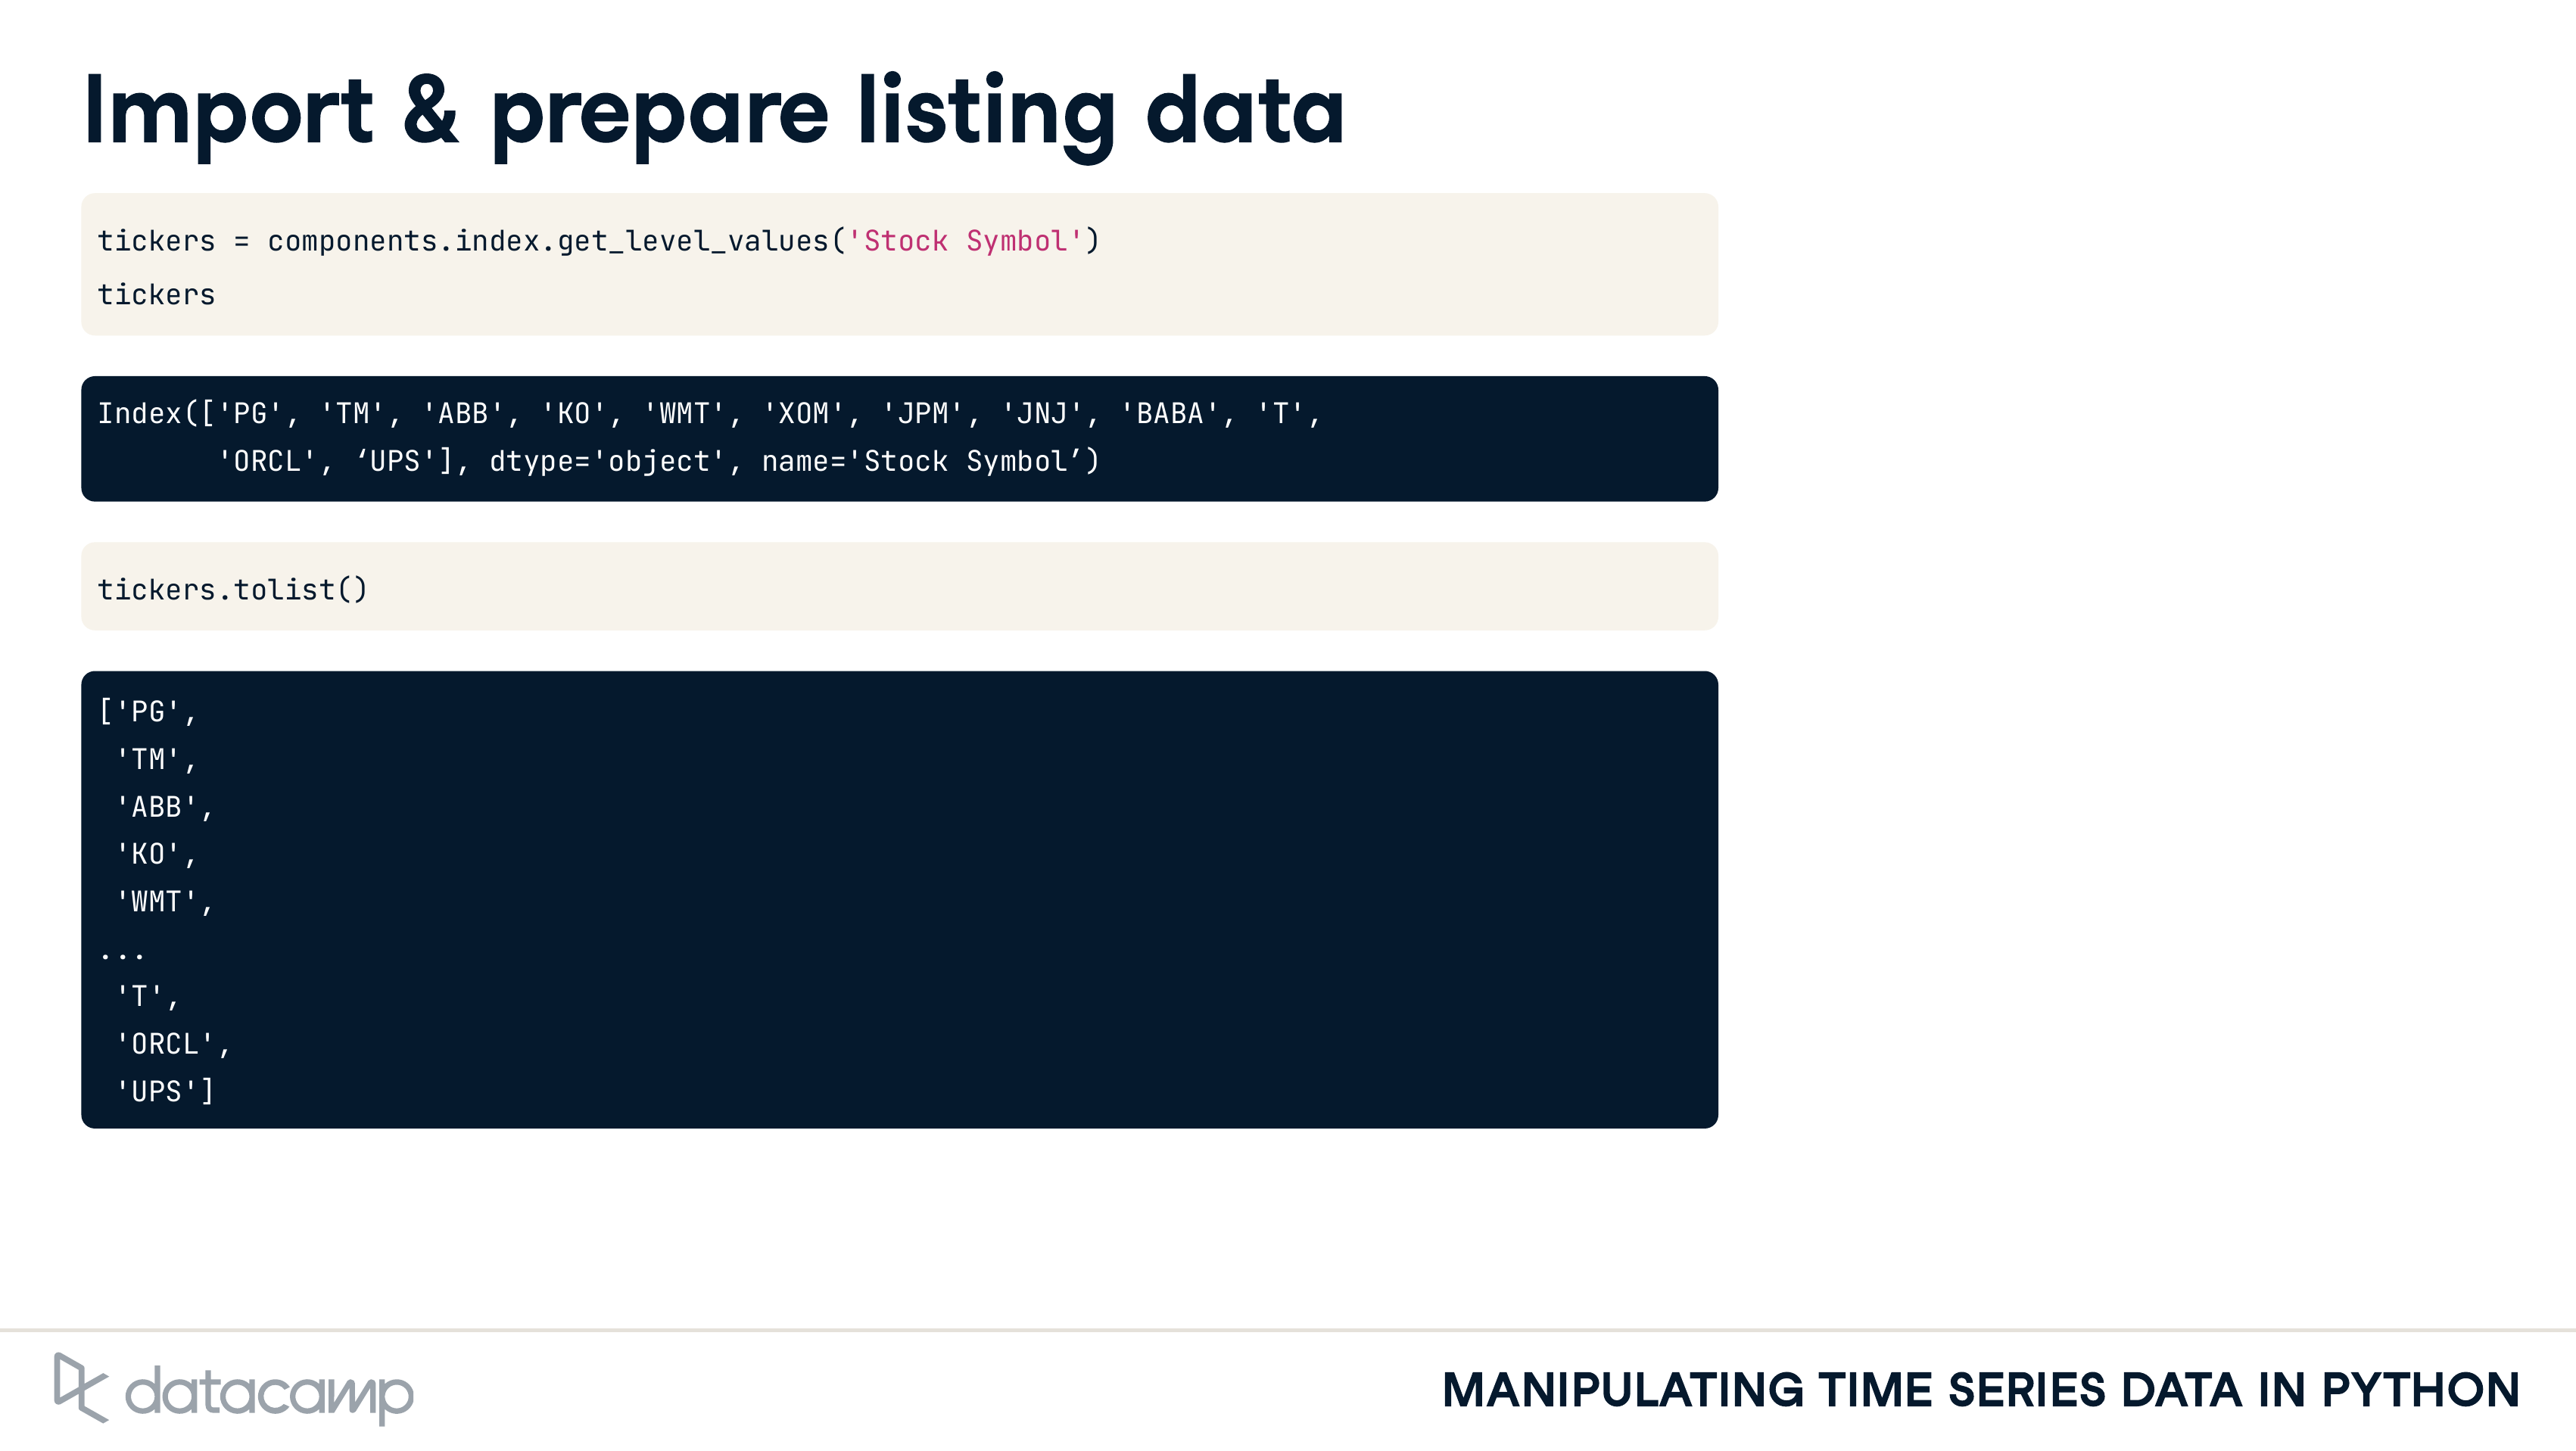 Import & prepare listing data
tickers = components.index.get_level_values('Stock Symbol')
tickers
Index(['PG', 'TM', 'ABB', 'KO', 'WMT', 'XOM', 'JPM', 'JNJ', 'BABA', 'T',
       'ORCL', ‘UPS'], dtype='object', name='Stock Symbol’)
tickers.tolist()
['PG',
 'TM',
 'ABB',
 'KO',
 'WMT',
...
 'T',
 'ORCL',
 'UPS']
datacamp
MANIPULATING TIME SERIES DATA IN PYTHON